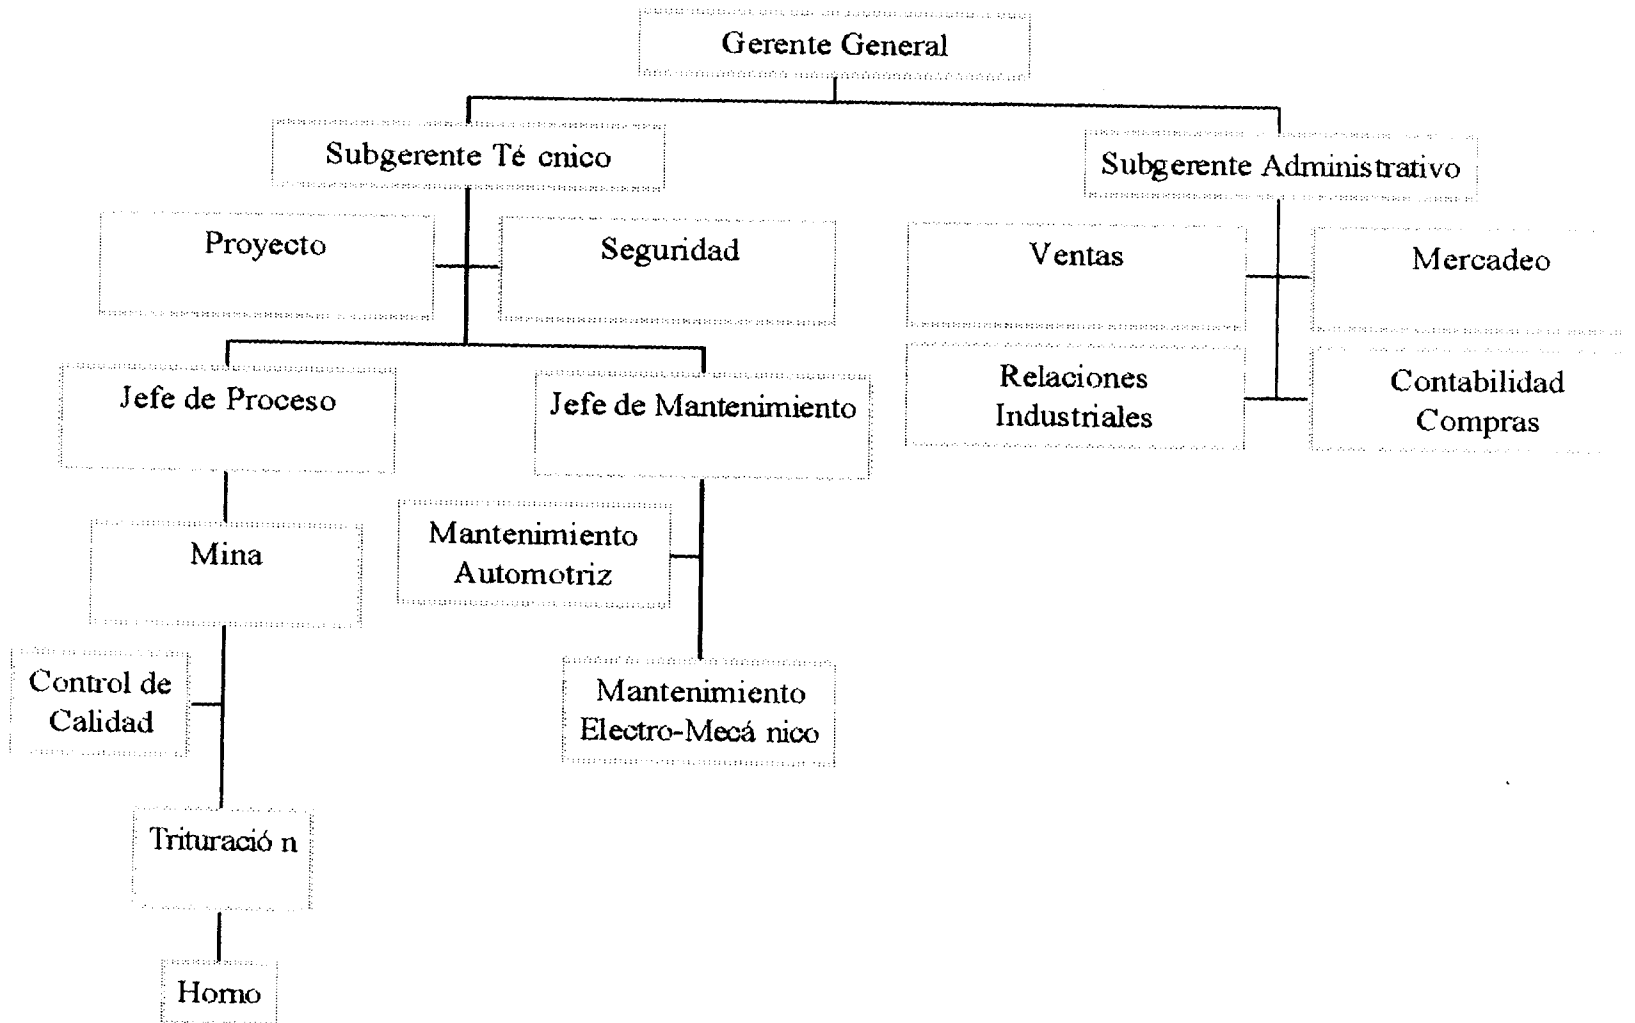 Gerente General
Subgerente Té cnico
Subgerente Administrativo
Proyecto
Seguridad
Ventas
Mercadeo
Jefe de Proceso
Jefe de Mantenimiento
Relaciones
Industriales
Contabilidad
Compras
Mina
Mantenimiento
Automotriz
Control de
Calidad
Mantenimiento
Electro-Mecá nico
Trituració n
Horno